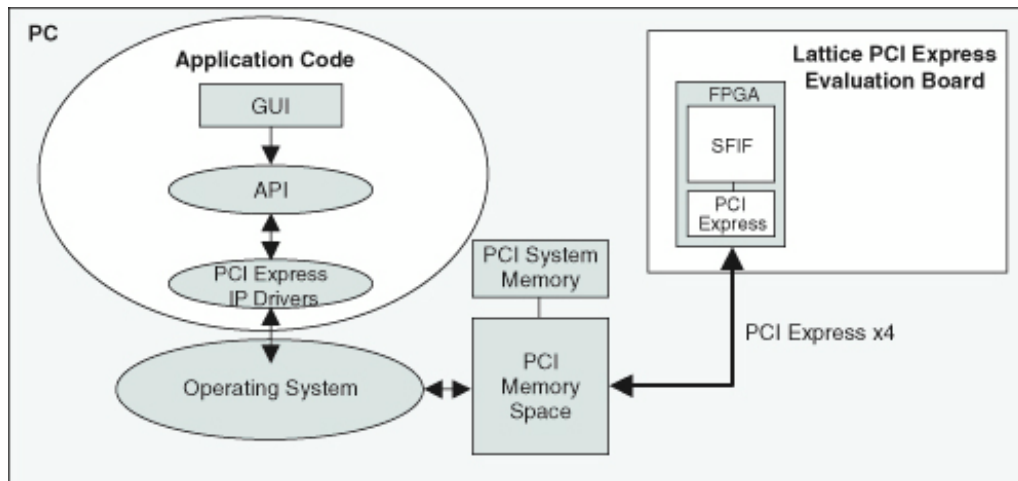 PC
Application Code
GUI
API
PCI Express
IP Drivers
Operating System
PCI System
Memory
PCI
Memory
Space
Lattice PCI Express
Evaluation Board
FPGA
SFIF
PCI
Express
PCI Express x4